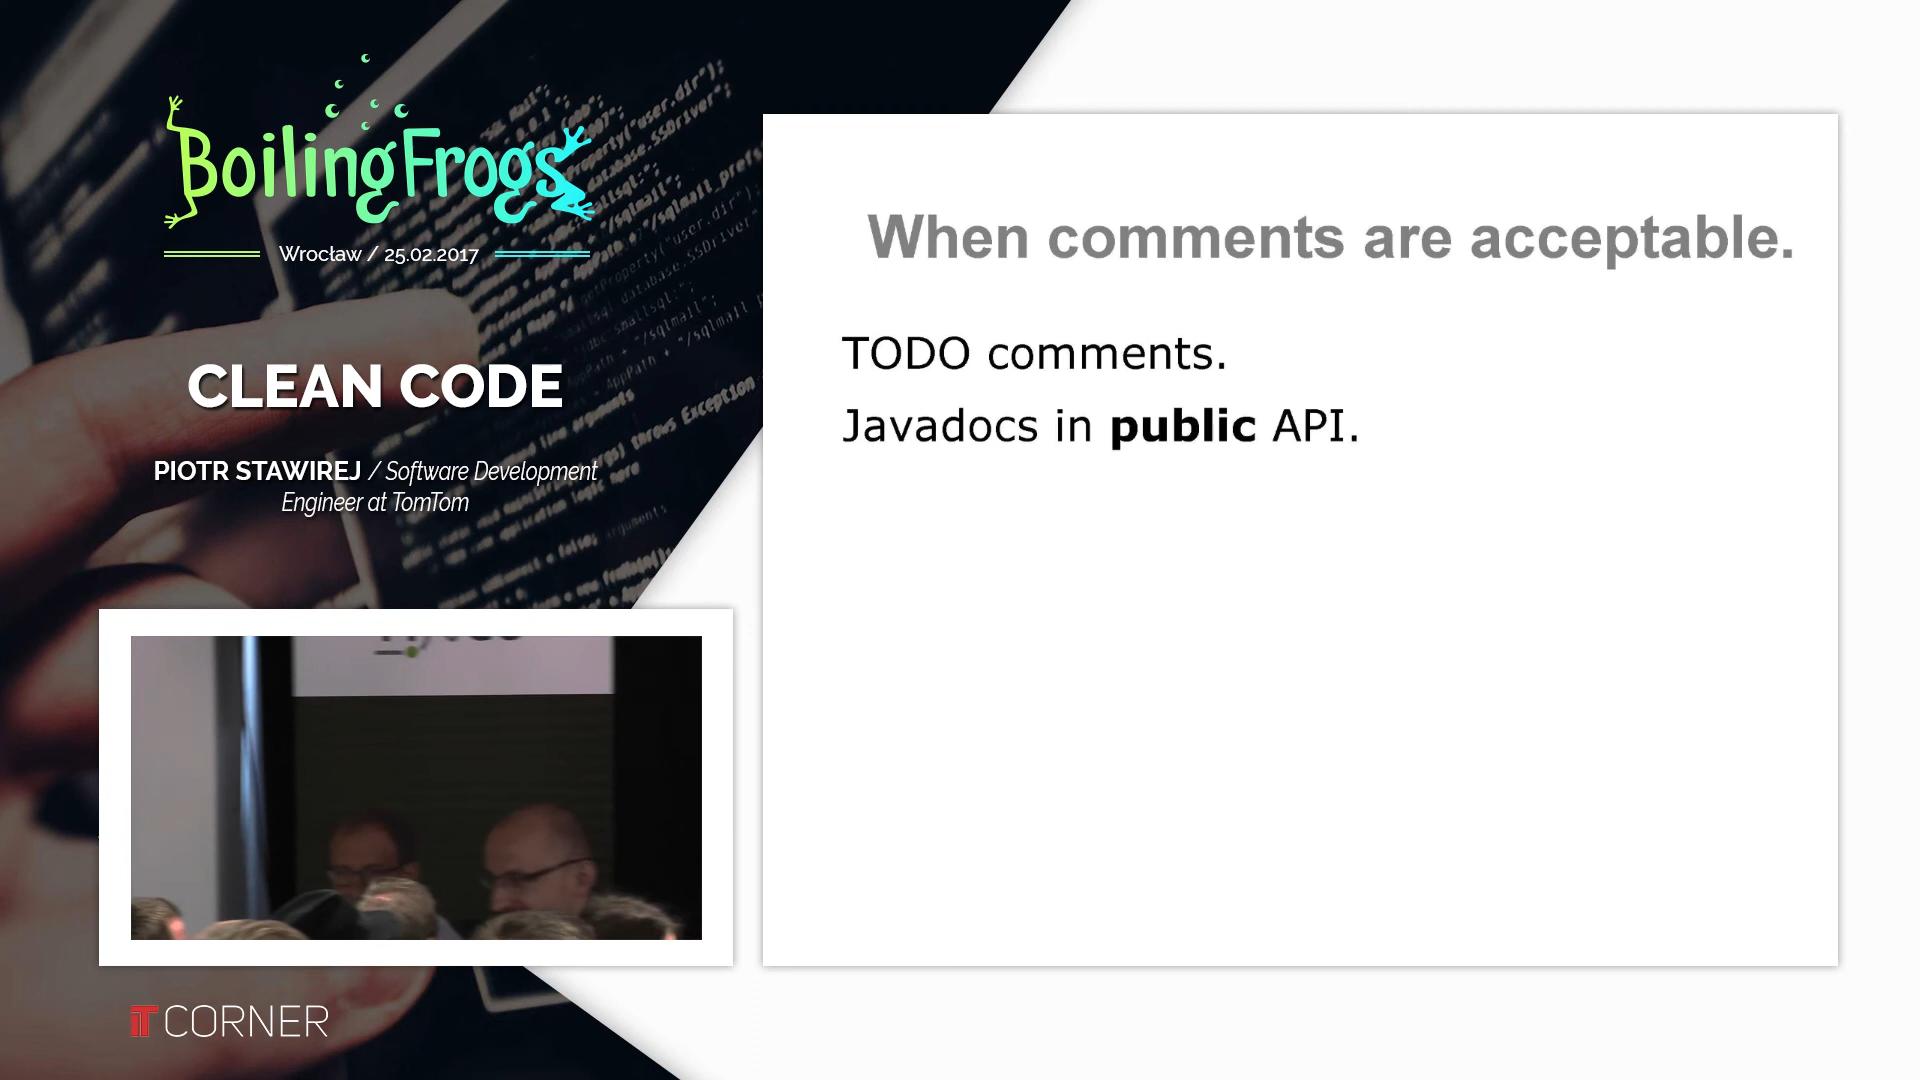 BoilingFrogs
Wrocław / 25.02.2017
CLEAN CODE
PIOTR STAWIREJ / Software Development
Engineer at TomTom
When comments are acceptable.
TODO comments.
Javadocs in public API.
IT CORNER